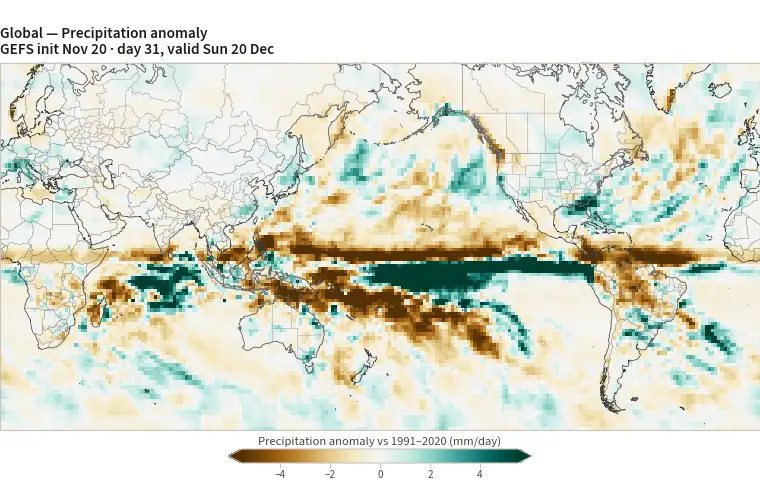 Global — Precipitation anomaly
GEFS init Nov 20 · day 31, valid Sun 20 Dec
Precipitation anomaly vs 1991–2020 (mm/day)
−4 −2 0 2 4